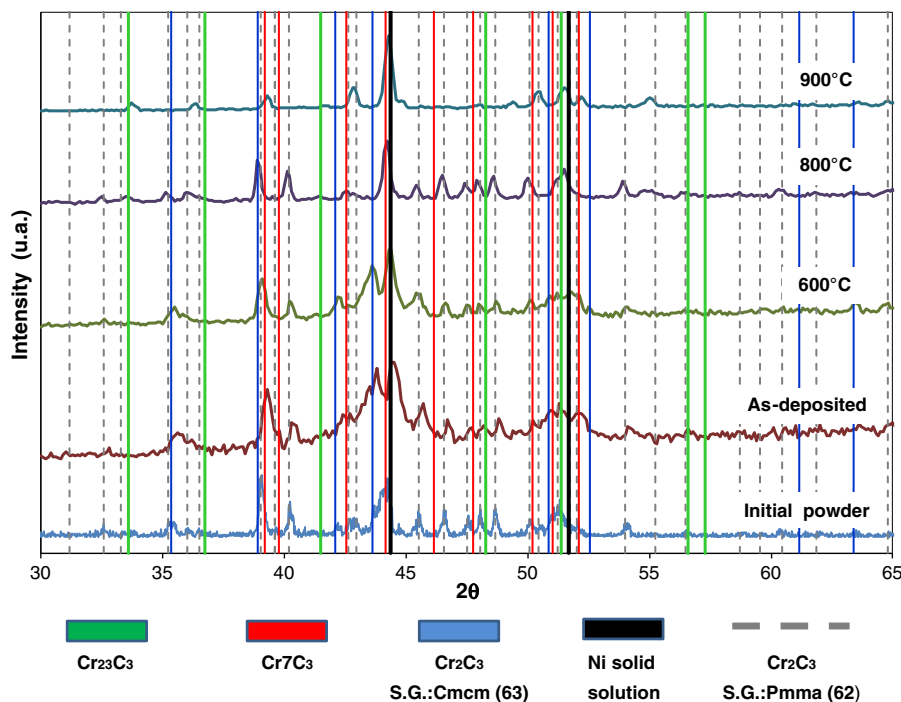 Intensity (u.a.)
900°C
800°C
600°C
As-deposited
Initial powder
30 35 40 45 50 55 60 65
2θ
Cr23C3
Cr7C3
Cr2C3
S.G.:Cmcm (63)
Ni solid
solution
Cr2C3
S.G.:Pmma (62)